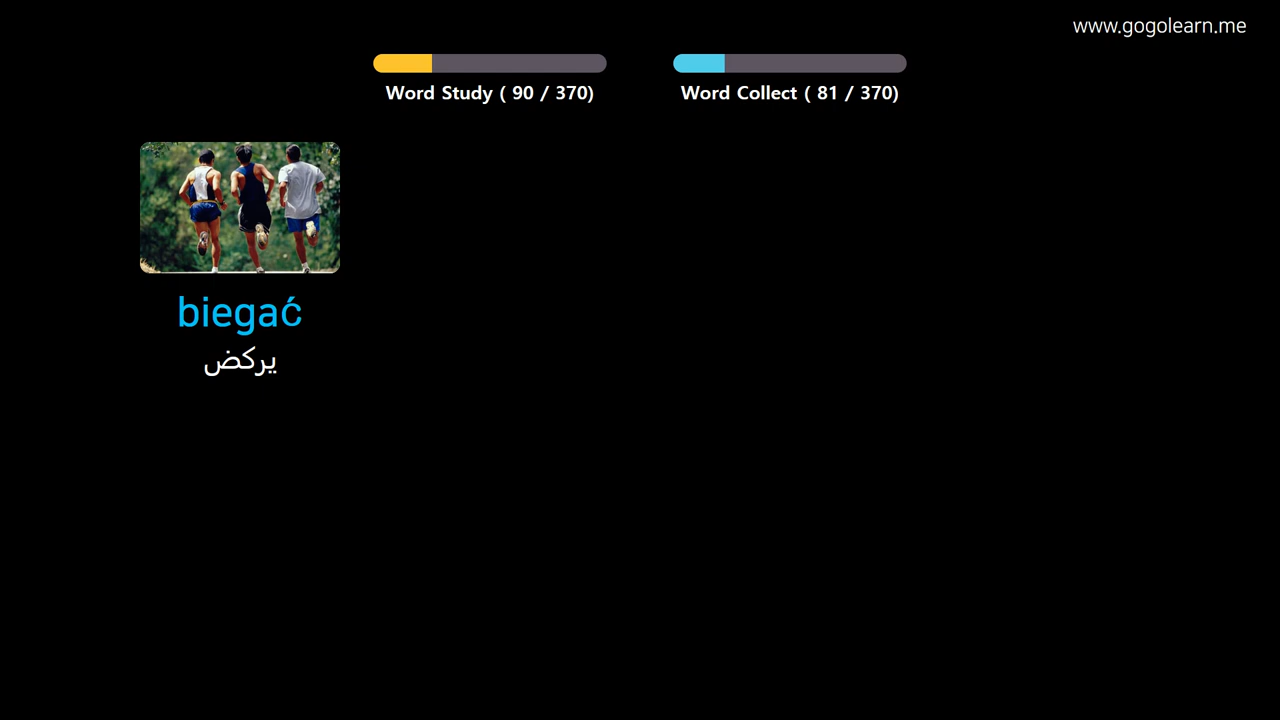 www.gogolearn.me
Word Study ( 90 / 370)
Word Collect ( 81 / 370)
biegać
يركض